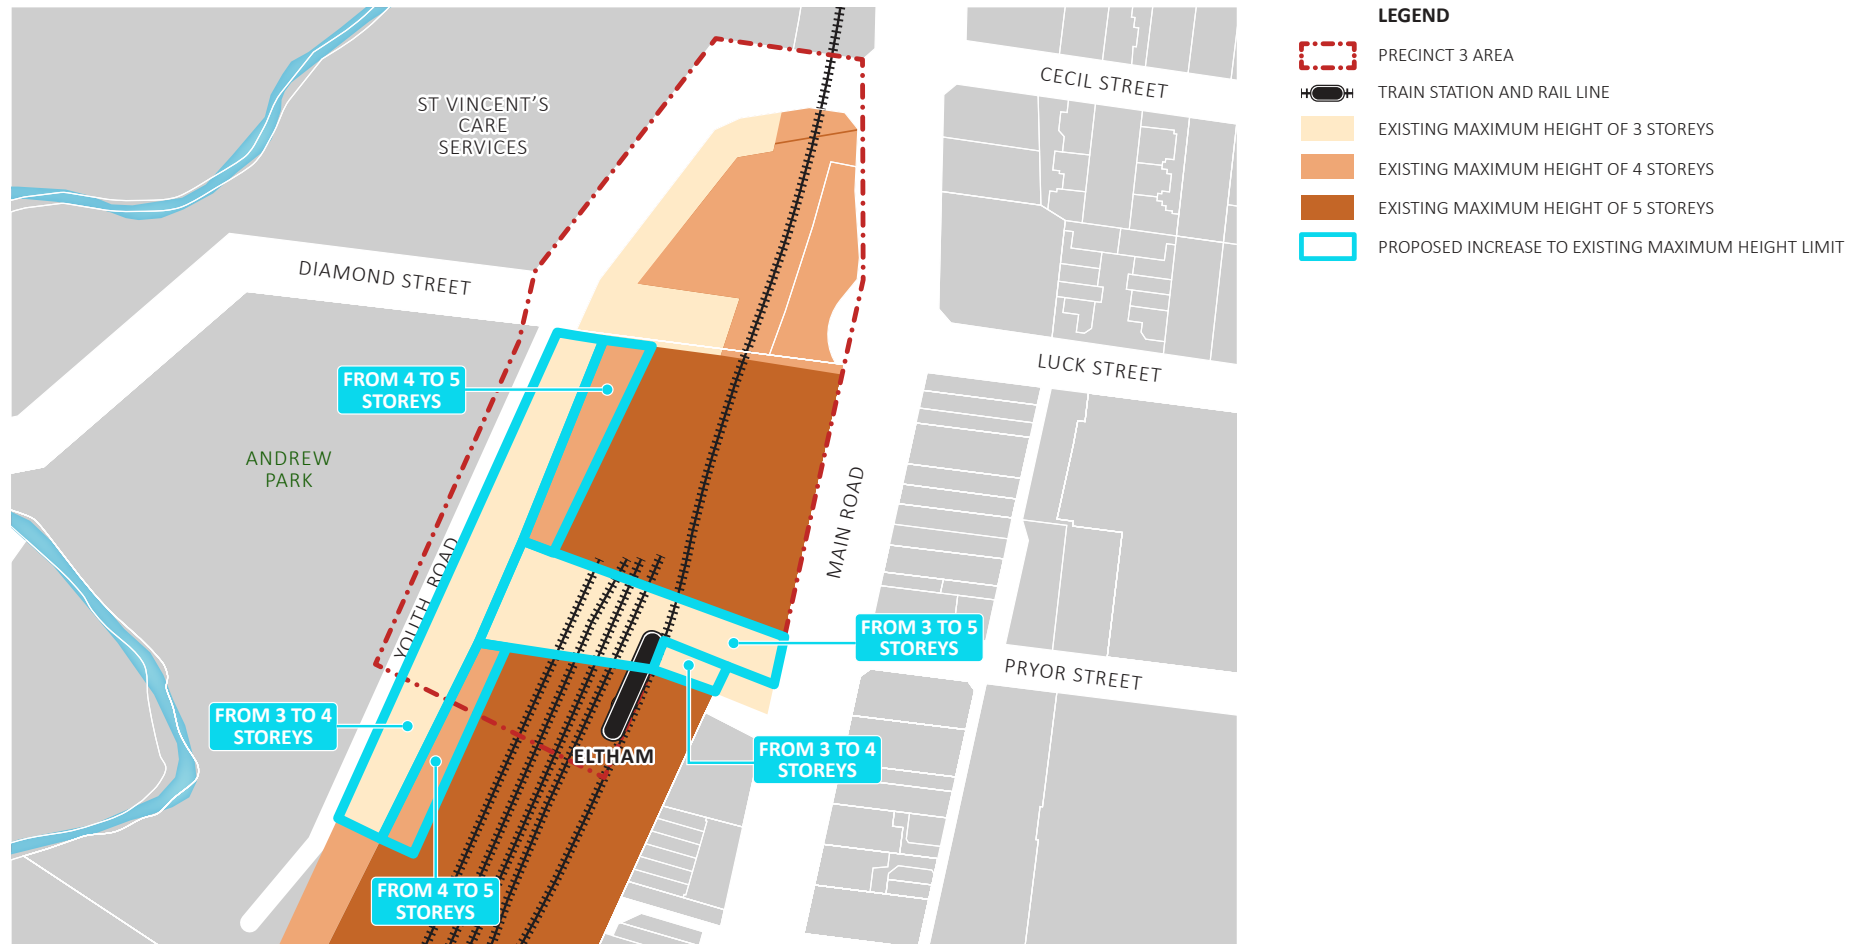 LEGEND
PRECINCT 3 AREA
TRAIN STATION AND RAIL LINE
EXISTING MAXIMUM HEIGHT OF 3 STOREYS
EXISTING MAXIMUM HEIGHT OF 4 STOREYS
EXISTING MAXIMUM HEIGHT OF 5 STOREYS
PROPOSED INCREASE TO EXISTING MAXIMUM HEIGHT LIMIT
CECIL STREET
ST VINCENT'S
CARE
SERVICES
DIAMOND STREET
LUCK STREET
FROM 4 TO 5
STOREYS
ANDREW
PARK
MAIN ROAD
YOUTH ROAD
FROM 3 TO 5
STOREYS
PRYOR STREET
FROM 3 TO 4
STOREYS
ELTHAM
FROM 3 TO 4
STOREYS
FROM 4 TO 5
STOREYS